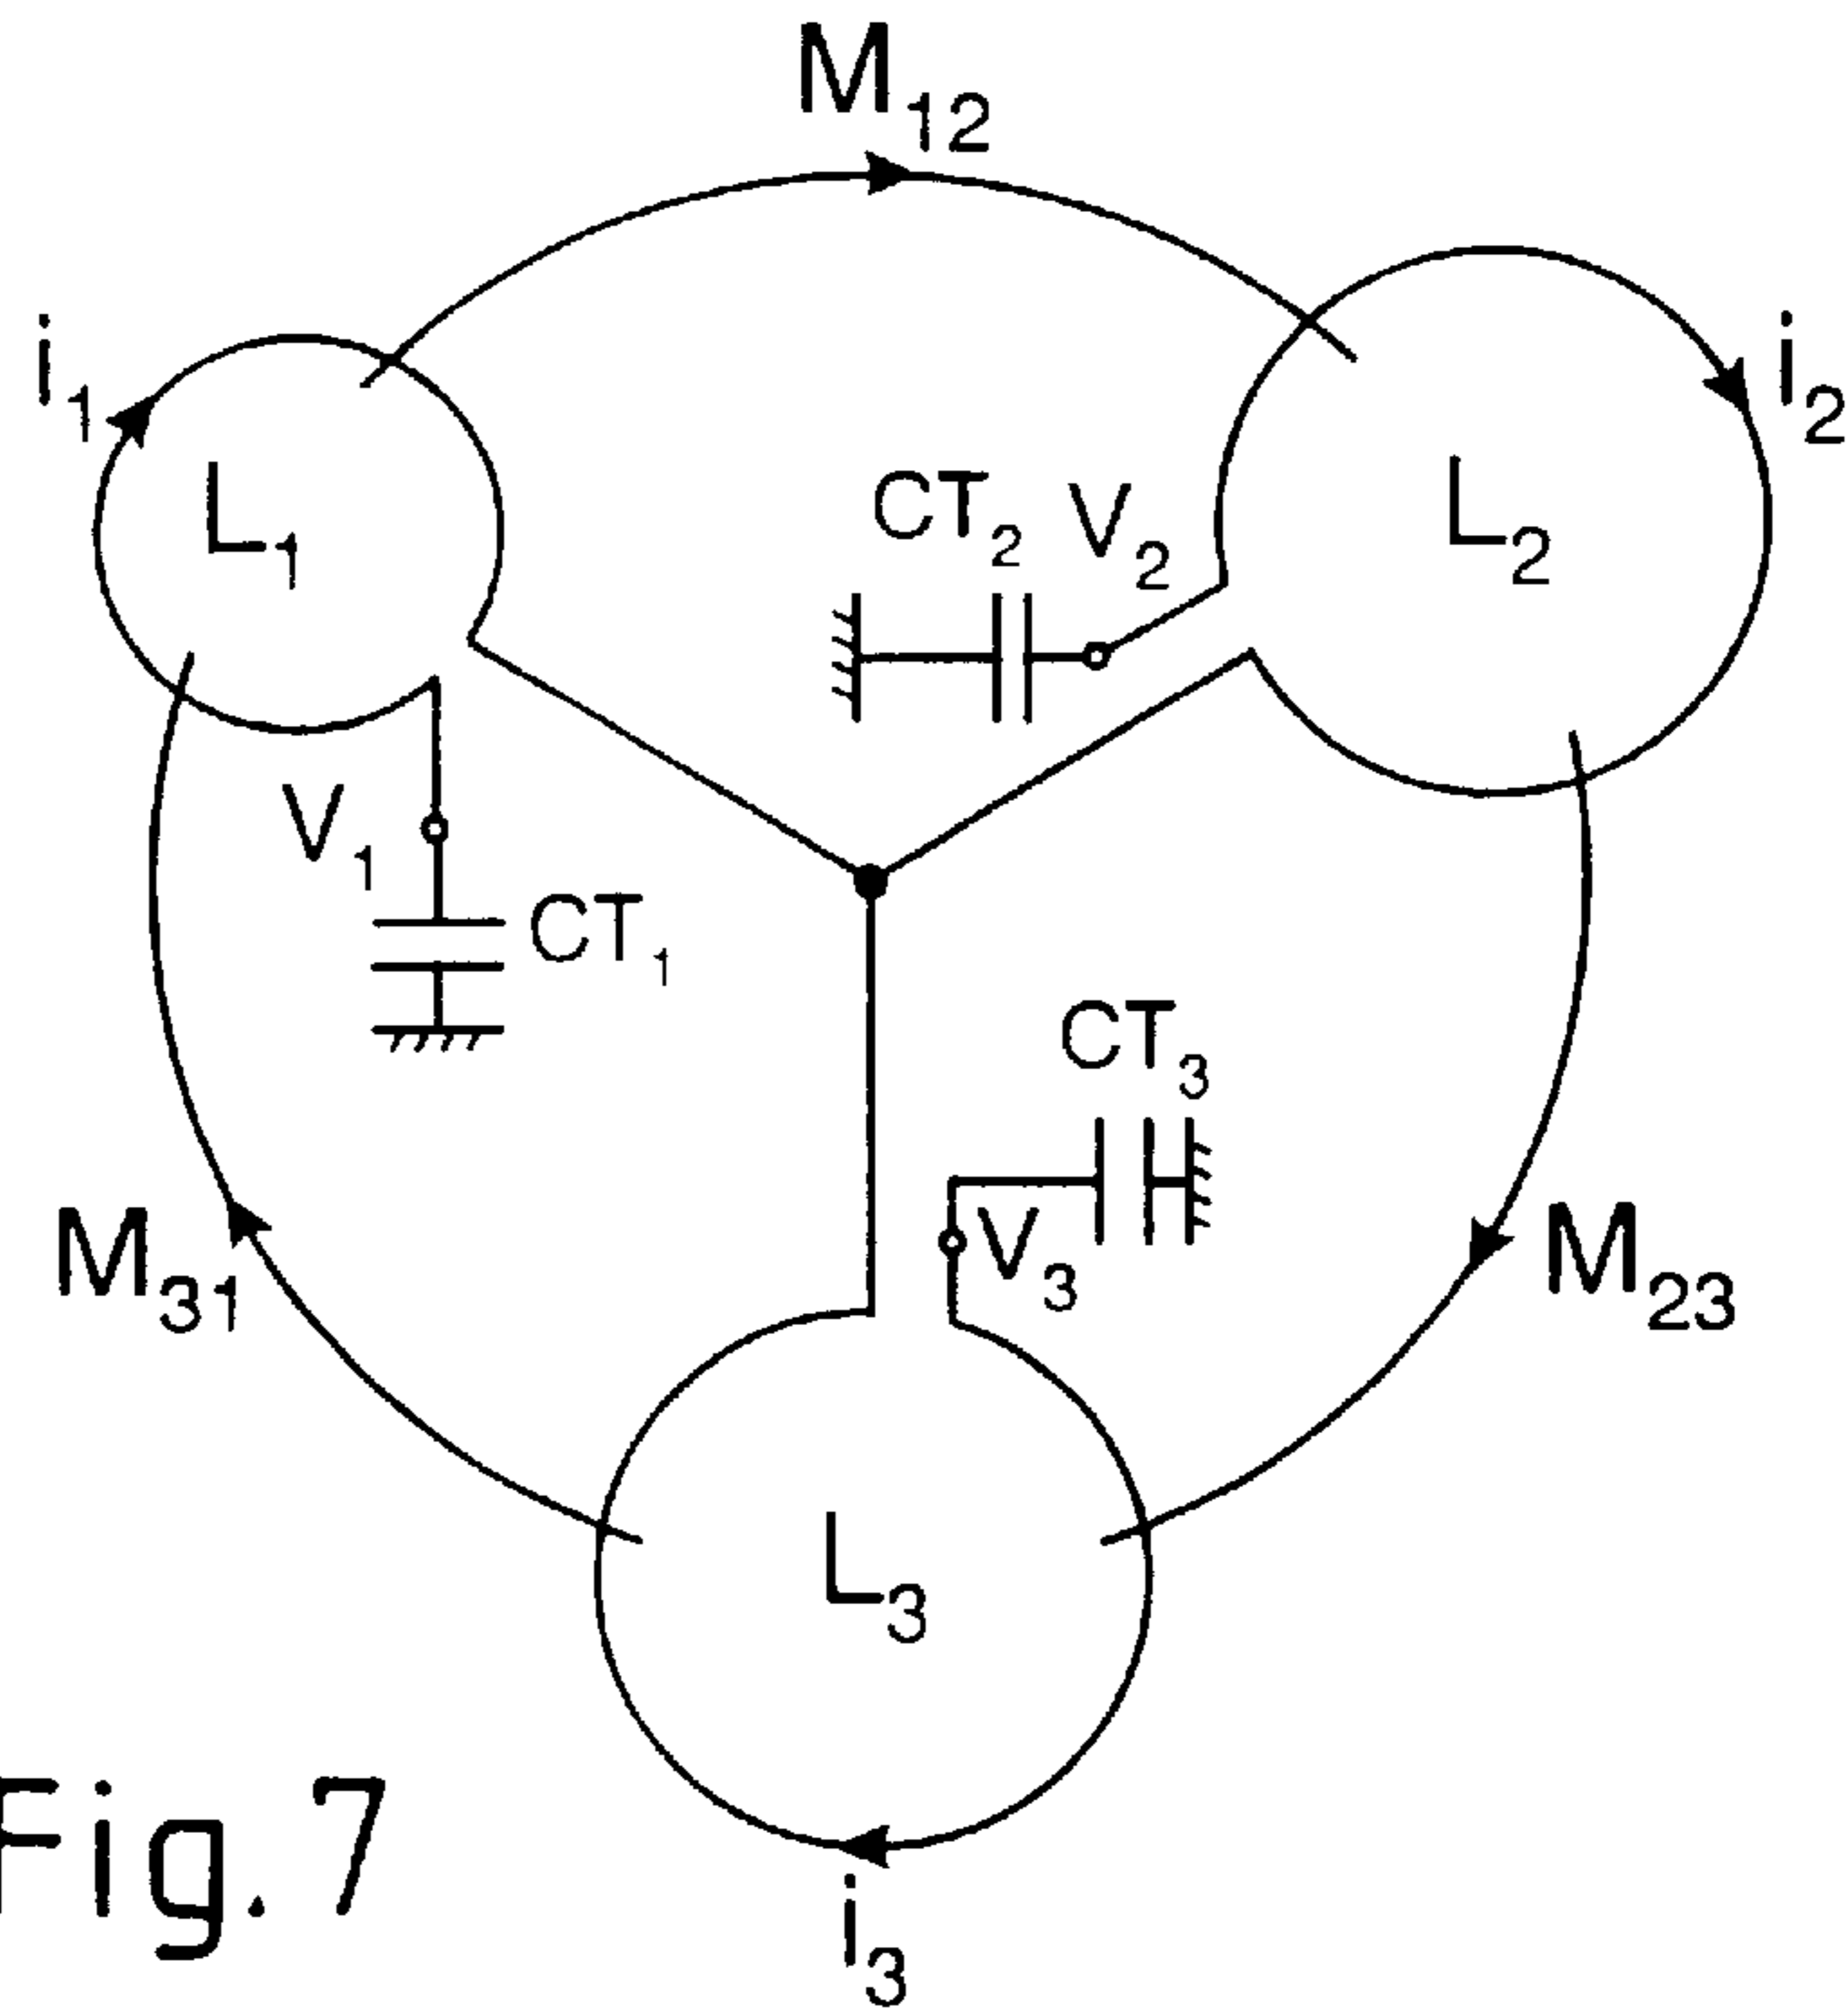 M₁₂
i₁
i₂
L₁
CT₂
V₂
L₂
V₁
CT₁
CT₃
M₃₁
V₃
M₂₃
L₃
Fig.7
i₃